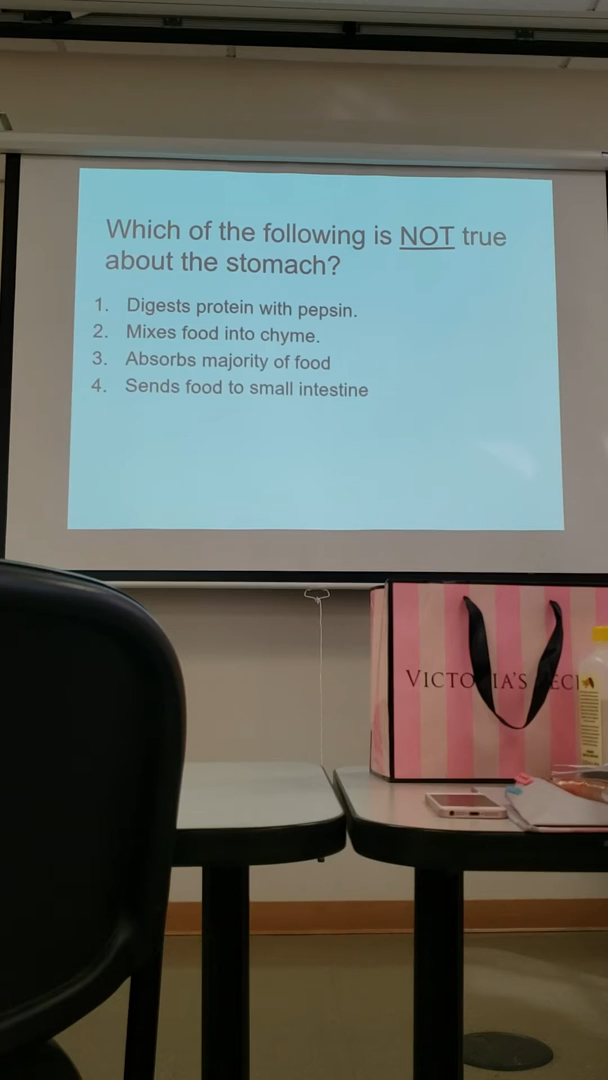 Which of the following is NOT true
about the stomach?
1. Digests protein with pepsin.
2. Mixes food into chyme.
3. Absorbs majority of food
4. Sends food to small intestine